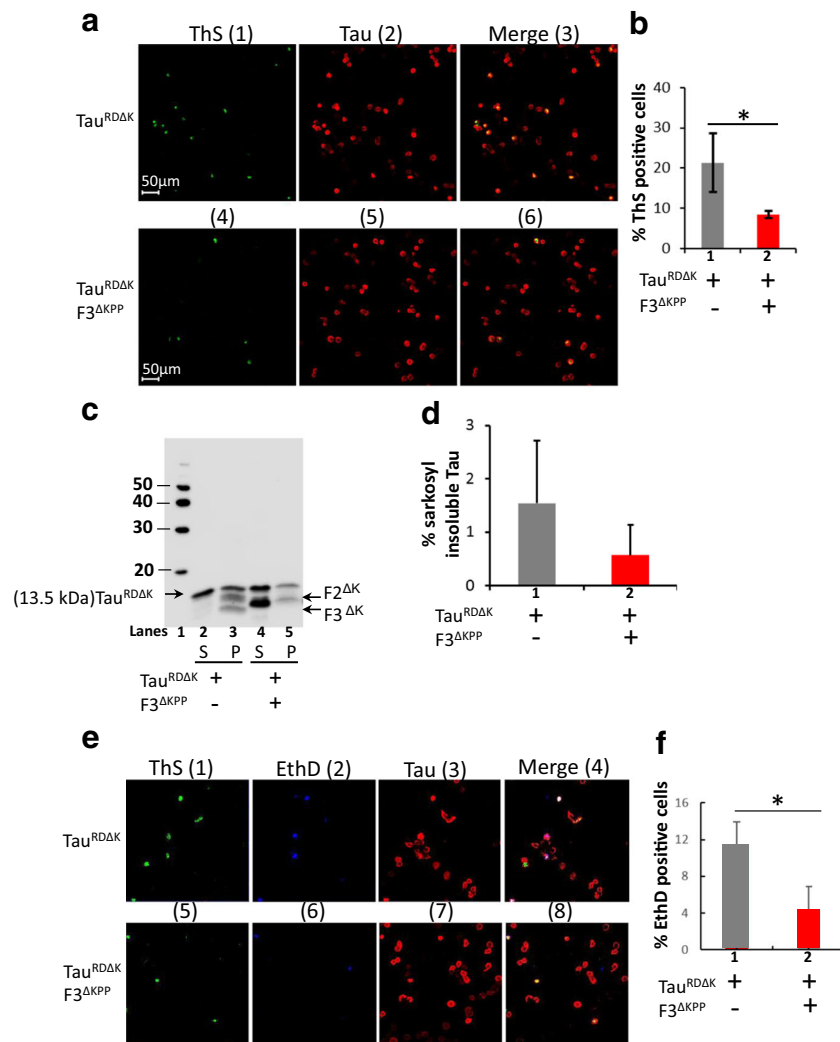 a
ThS (1) Tau (2) Merge (3)
Tau^RDΔK
50μm
(4) (5) (6)
Tau^RDΔK
F3^ΔKPP
50μm
b
% ThS positive cells
40
30
20
10
0
*
1 2
Tau^RDΔK + +
F3^ΔKPP - +
c
50
40
30
20
(13.5 kDa)Tau^RDΔK
F2^ΔK
F3^ΔK
Lanes 1 2 3 4 5
S P S P
Tau^RDΔK + +
F3^ΔKPP - +
d
% sarkosyl
insoluble Tau
3
2
1
0
1 2
Tau^RDΔK + +
F3^ΔKPP - +
e
ThS (1) EthD (2) Tau (3) Merge (4)
Tau^RDΔK
(5) (6) (7) (8)
Tau^RDΔK
F3^ΔKPP
f
% EthD positive cells
16
12
8
4
0
*
1 2
Tau^RDΔK + +
F3^ΔKPP - +